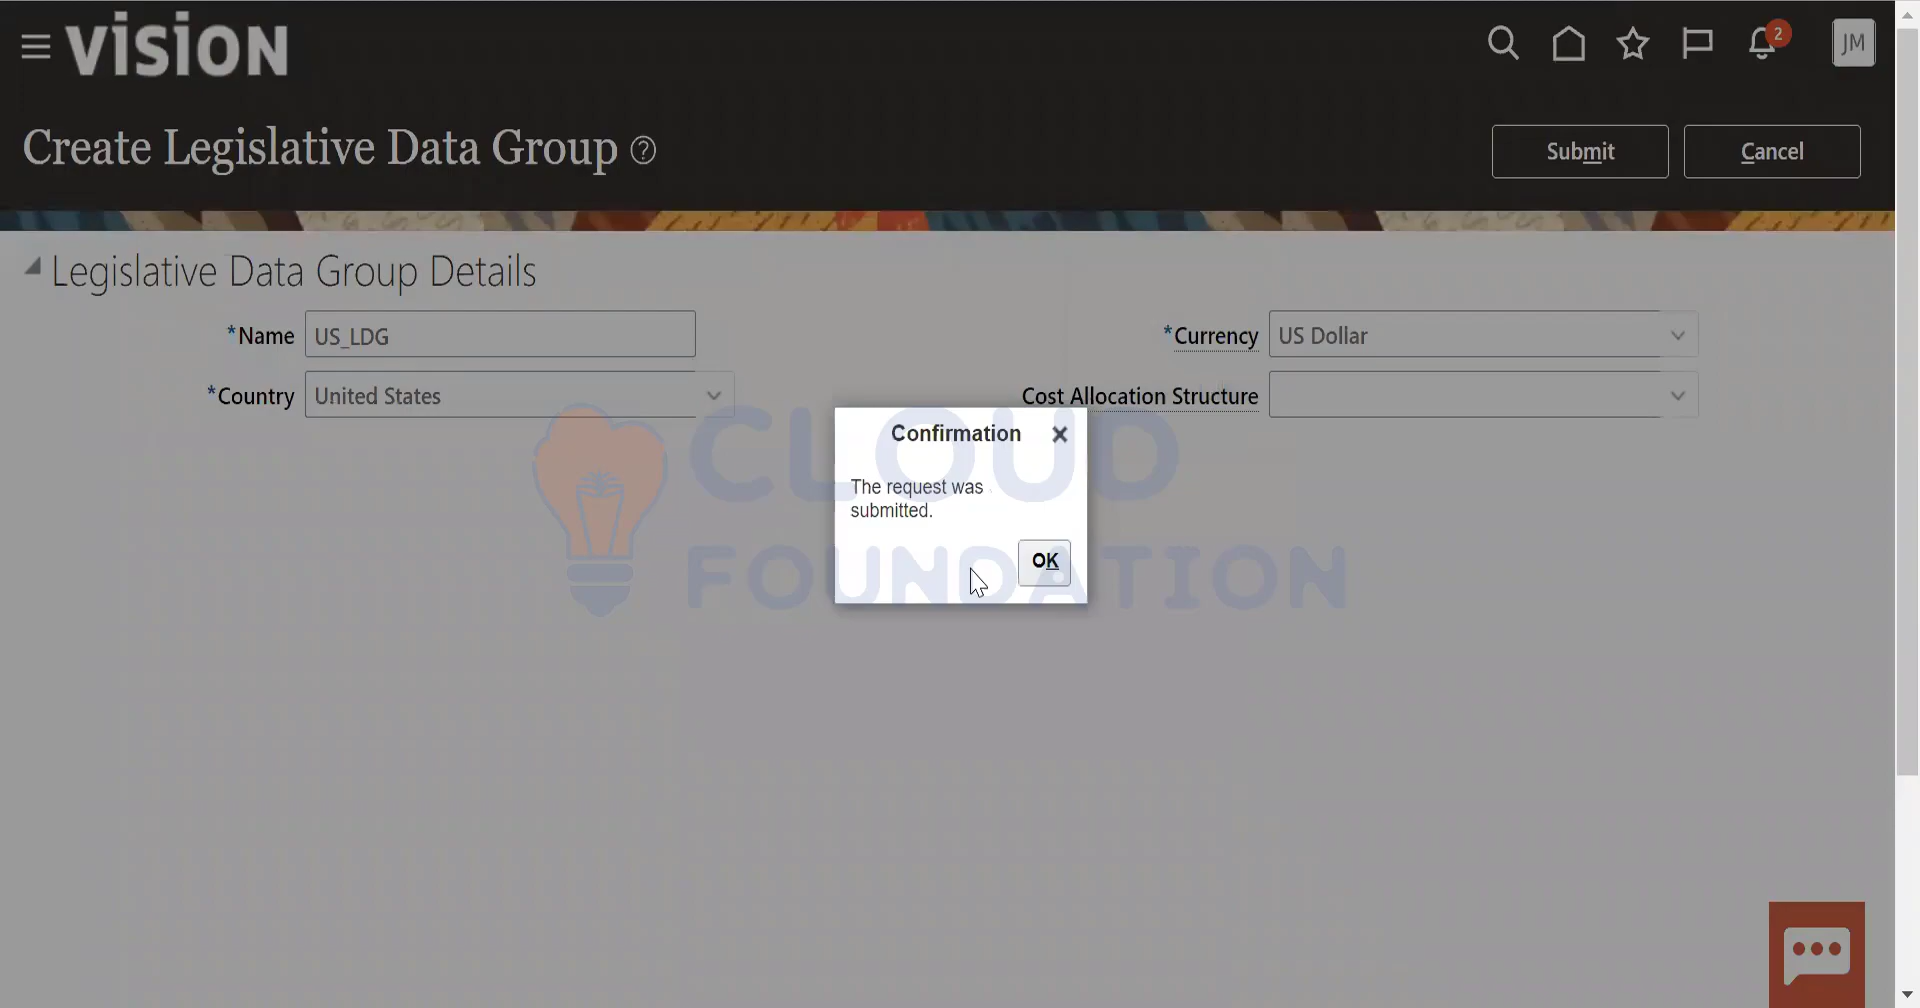 VISION
2
JM
Create Legislative Data Group ?
Submit
Cancel
Legislative Data Group Details
*Name US_LDG
*Currency US Dollar
*Country United States
Cost Allocation Structure
CLOUD
FOUNDATION
Confirmation
The request was
submitted.
OK